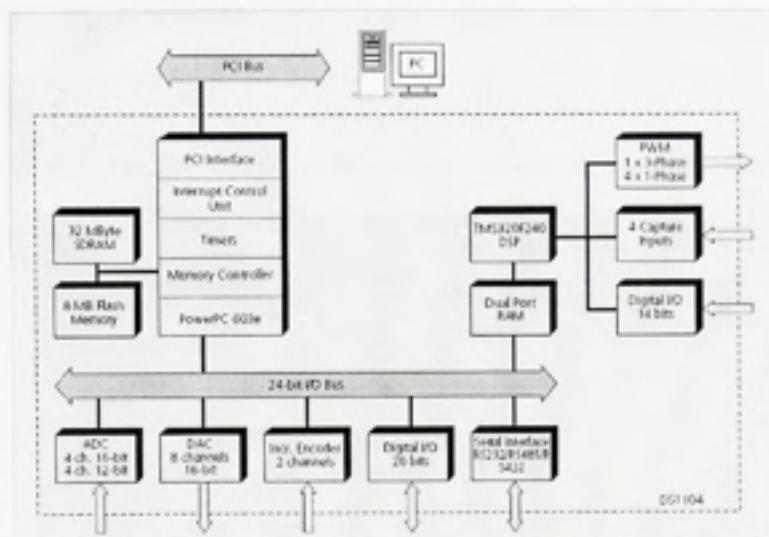 PCI Bus
PC
PCI Interface
Interrupt Control
Unit
Timers
Memory Controller
PowerPC 603e
32 MByte
SDRAM
8 MB Flash
Memory
TMS320F240
DSP
Dual Port
RAM
PWM
1 x 3-Phase
4 x 1-Phase
4 Capture
Inputs
Digital I/O
14 bits
24-bit I/O Bus
ADC
4 ch. 16-bit
4 ch. 12-bit
DAC
8 channels
16-bit
Incr. Encoder
2 channels
Digital I/O
20 bits
Serial Interface
RS232/RS485/R
S422
DS1104